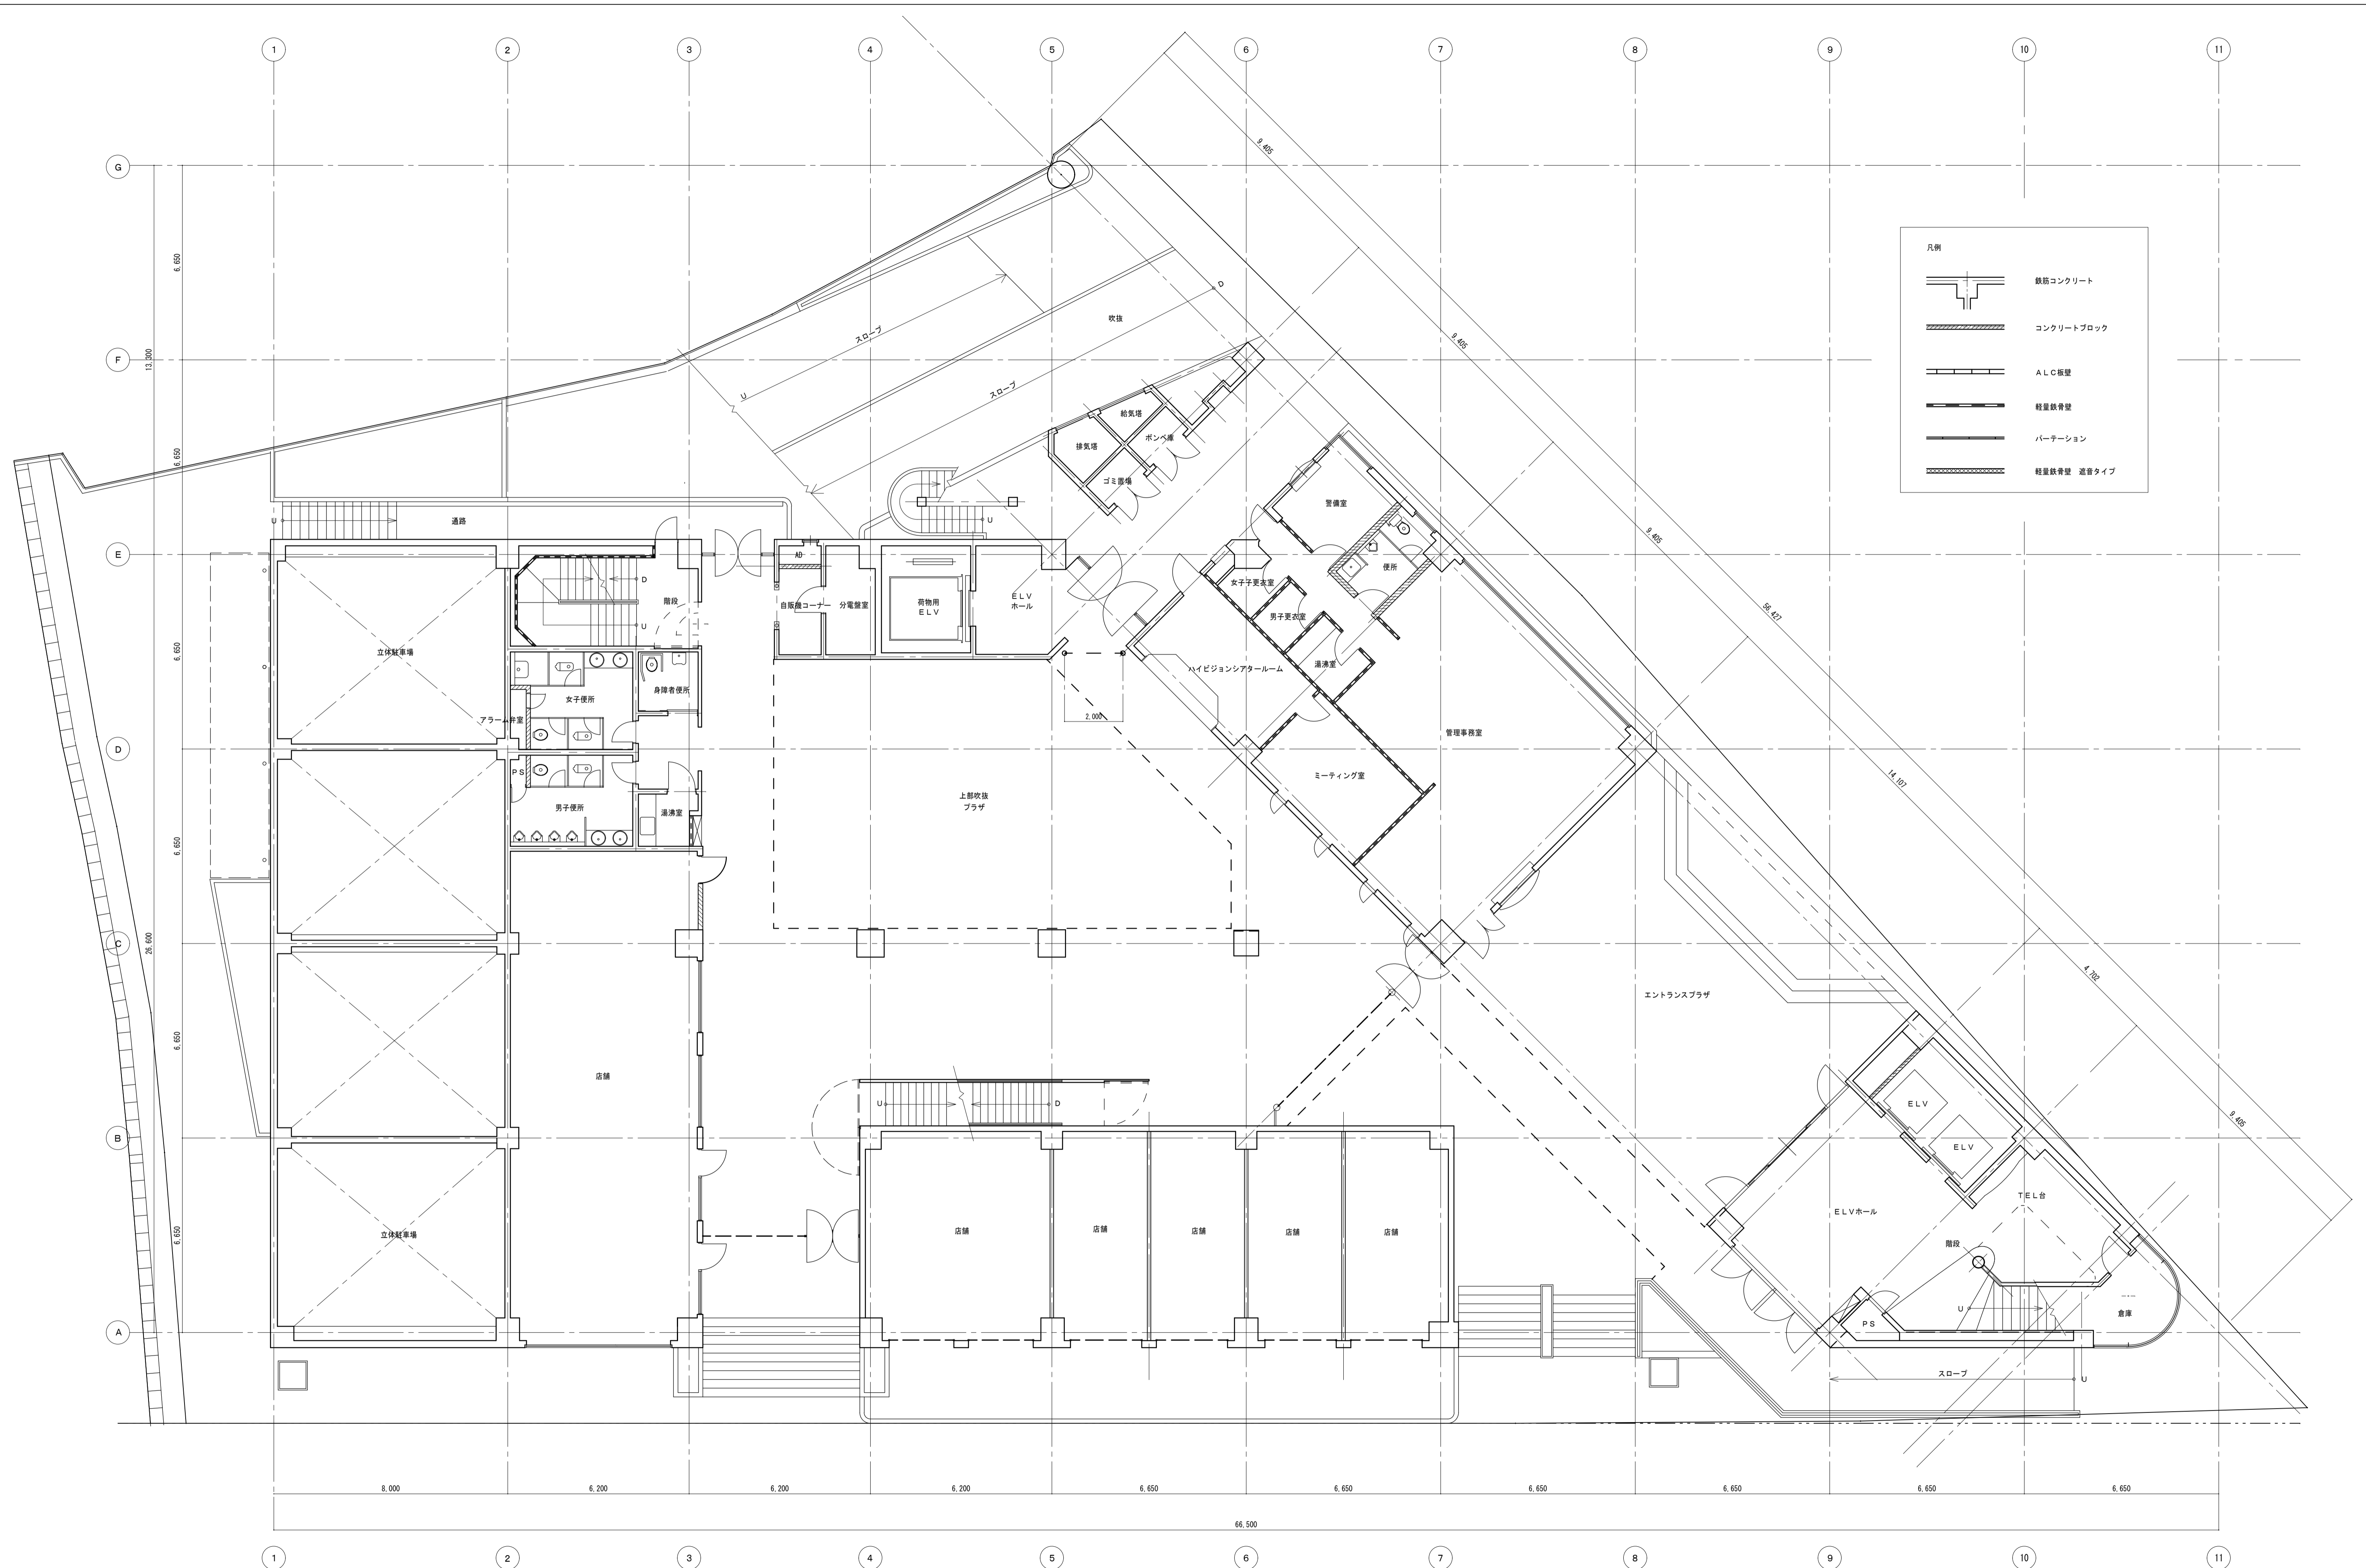 1 2 3 4 5 6 7 8 9 10 11
G
F
E
D
C
B
A
6,650
13,300
6,650
6,650
6,650
26,600
6,650
6,650
9,405
9,405
9,405
56,427
14,107
4,702
9,405
凡例
鉄筋コンクリート
コンクリートブロック
ALC板壁
軽量鉄骨壁
パーテーション
軽量鉄骨壁 遮音タイプ
スロープ
U
吹抜
D
スロープ
給気塔
排気塔
ボンベ庫
ゴミ置場
U
通路
U
AD
自販機コーナー
分電盤室
荷物用
ELV
ELV
ホール
階段
D
U
立体駐車場
女子便所
身障者便所
アラーム弁室
PS
男子便所
湯沸室
警備室
便所
女子子更衣室
男子更衣室
湯沸室
ハイビジョンシアタールーム
管理事務室
ミーティング室
2,000
上部吹抜
プラザ
エントランスプラザ
店舗
U
D
立体駐車場
店舗
店舗
店舗
店舗
店舗
ELV
ELV
TEL台
ELVホール
階段
U
倉庫
PS
スロープ
U
8,000 6,200 6,200 6,200 6,650 6,650 6,650 6,650 6,650 6,650
66,500
1 2 3 4 5 6 7 8 9 10 11